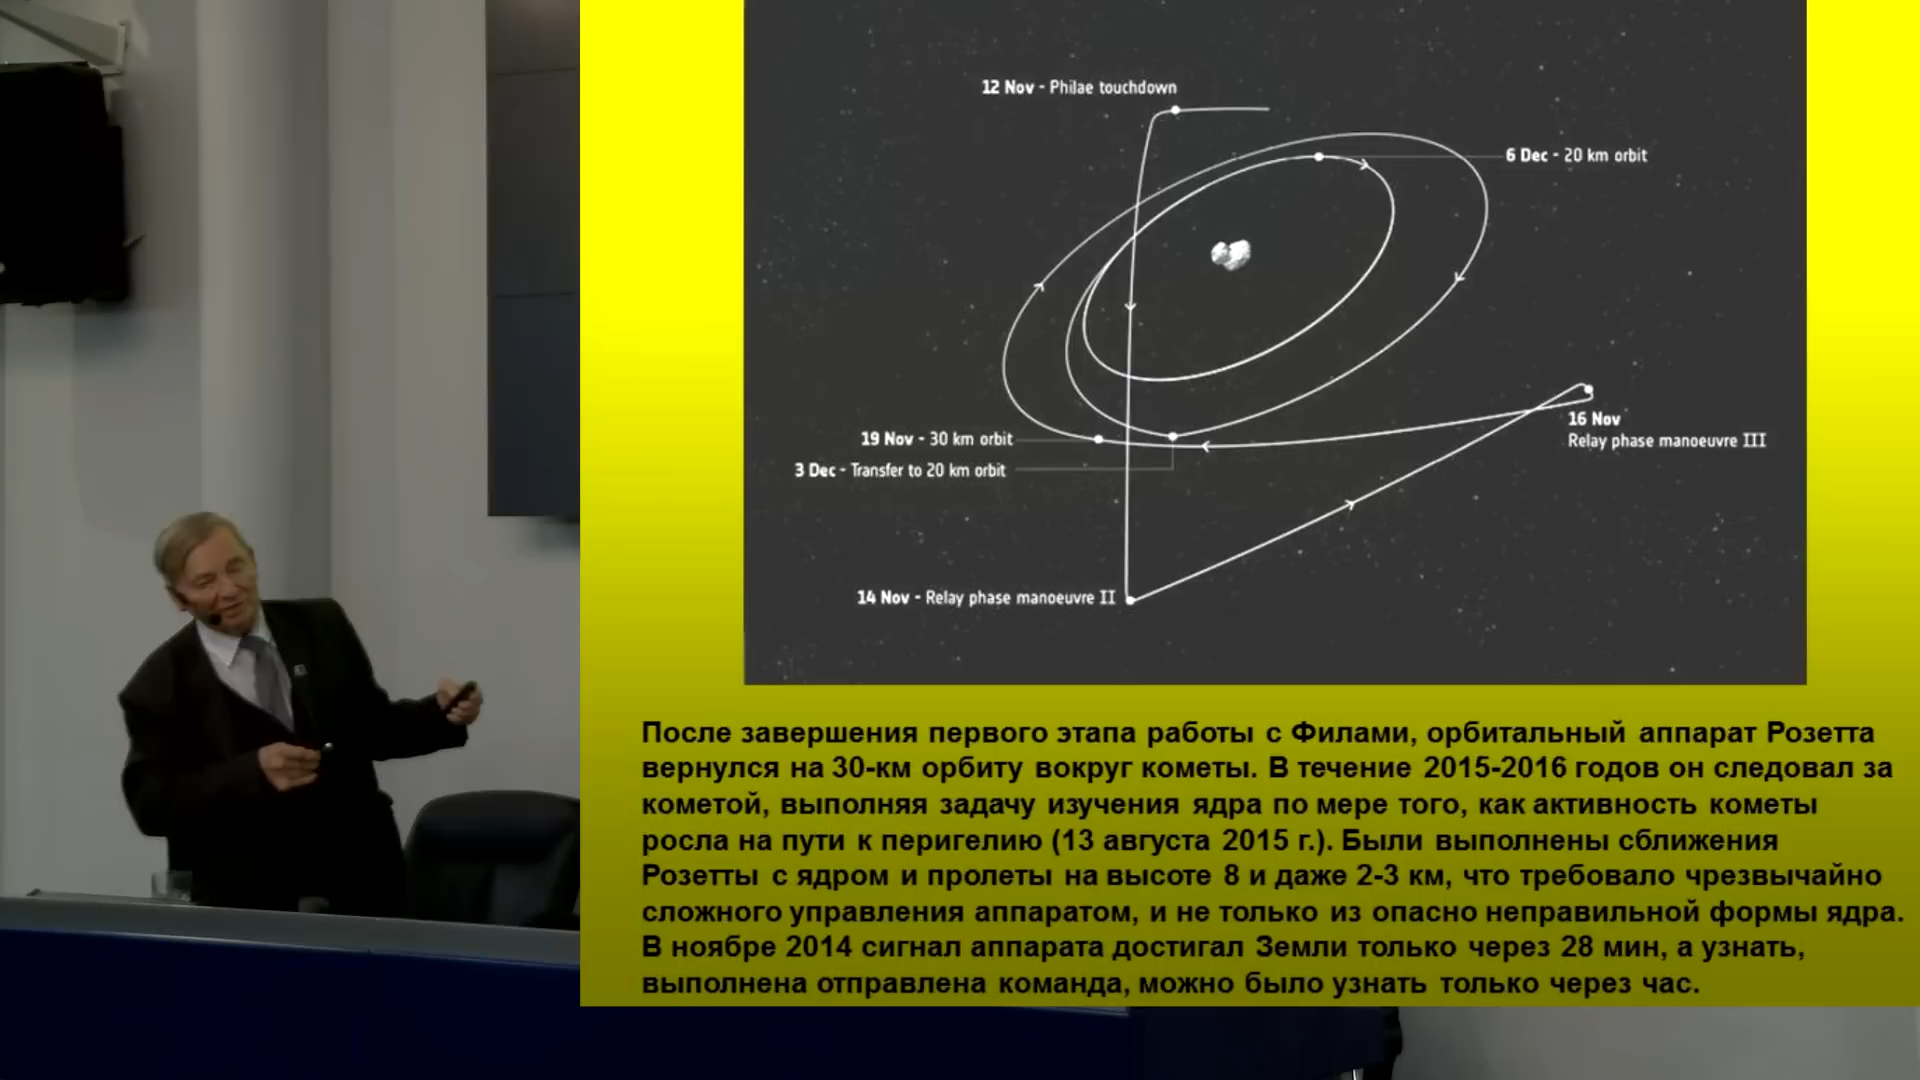 12 Nov - Philae touchdown
6 Dec - 20 km orbit
16 Nov
Relay phase manoeuvre III
19 Nov - 30 km orbit
3 Dec - Transfer to 20 km orbit
14 Nov - Relay phase manoeuvre II
После завершения первого этапа работы с Филами, орбитальный аппарат Розетта
вернулся на 30-км орбиту вокруг кометы. В течение 2015-2016 годов он следовал за
кометой, выполняя задачу изучения ядра по мере того, как активность кометы
росла на пути к перигелию (13 августа 2015 г.). Были выполнены сближения
Розетты с ядром и пролеты на высоте 8 и даже 2-3 км, что требовало чрезвычайно
сложного управления аппаратом, и не только из опасно неправильной формы ядра.
В ноябре 2014 сигнал аппарата достигал Земли только через 28 мин, а узнать,
выполнена отправлена команда, можно было узнать только через час.